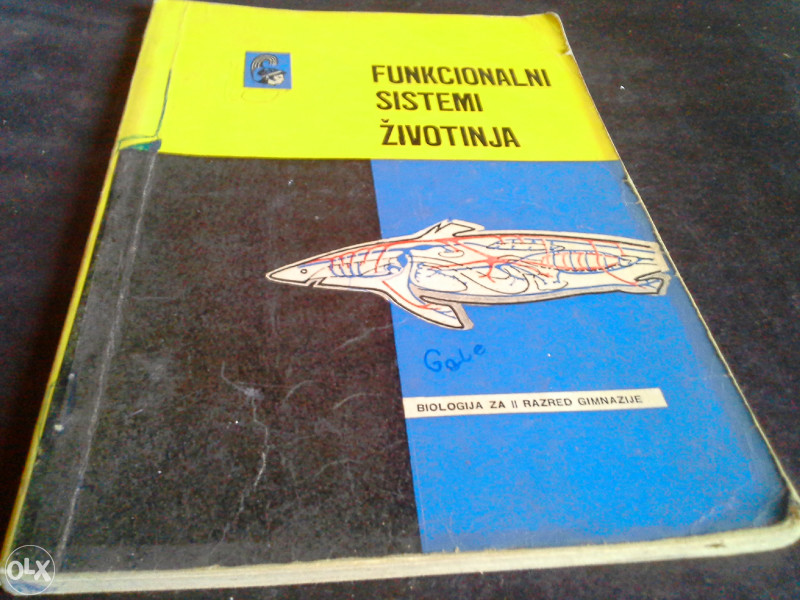 FUNKCIONALNI
SISTEMI
ŽIVOTINJA
Gale
BIOLOGIJA ZA II RAZRED GIMNAZIJE
OLX